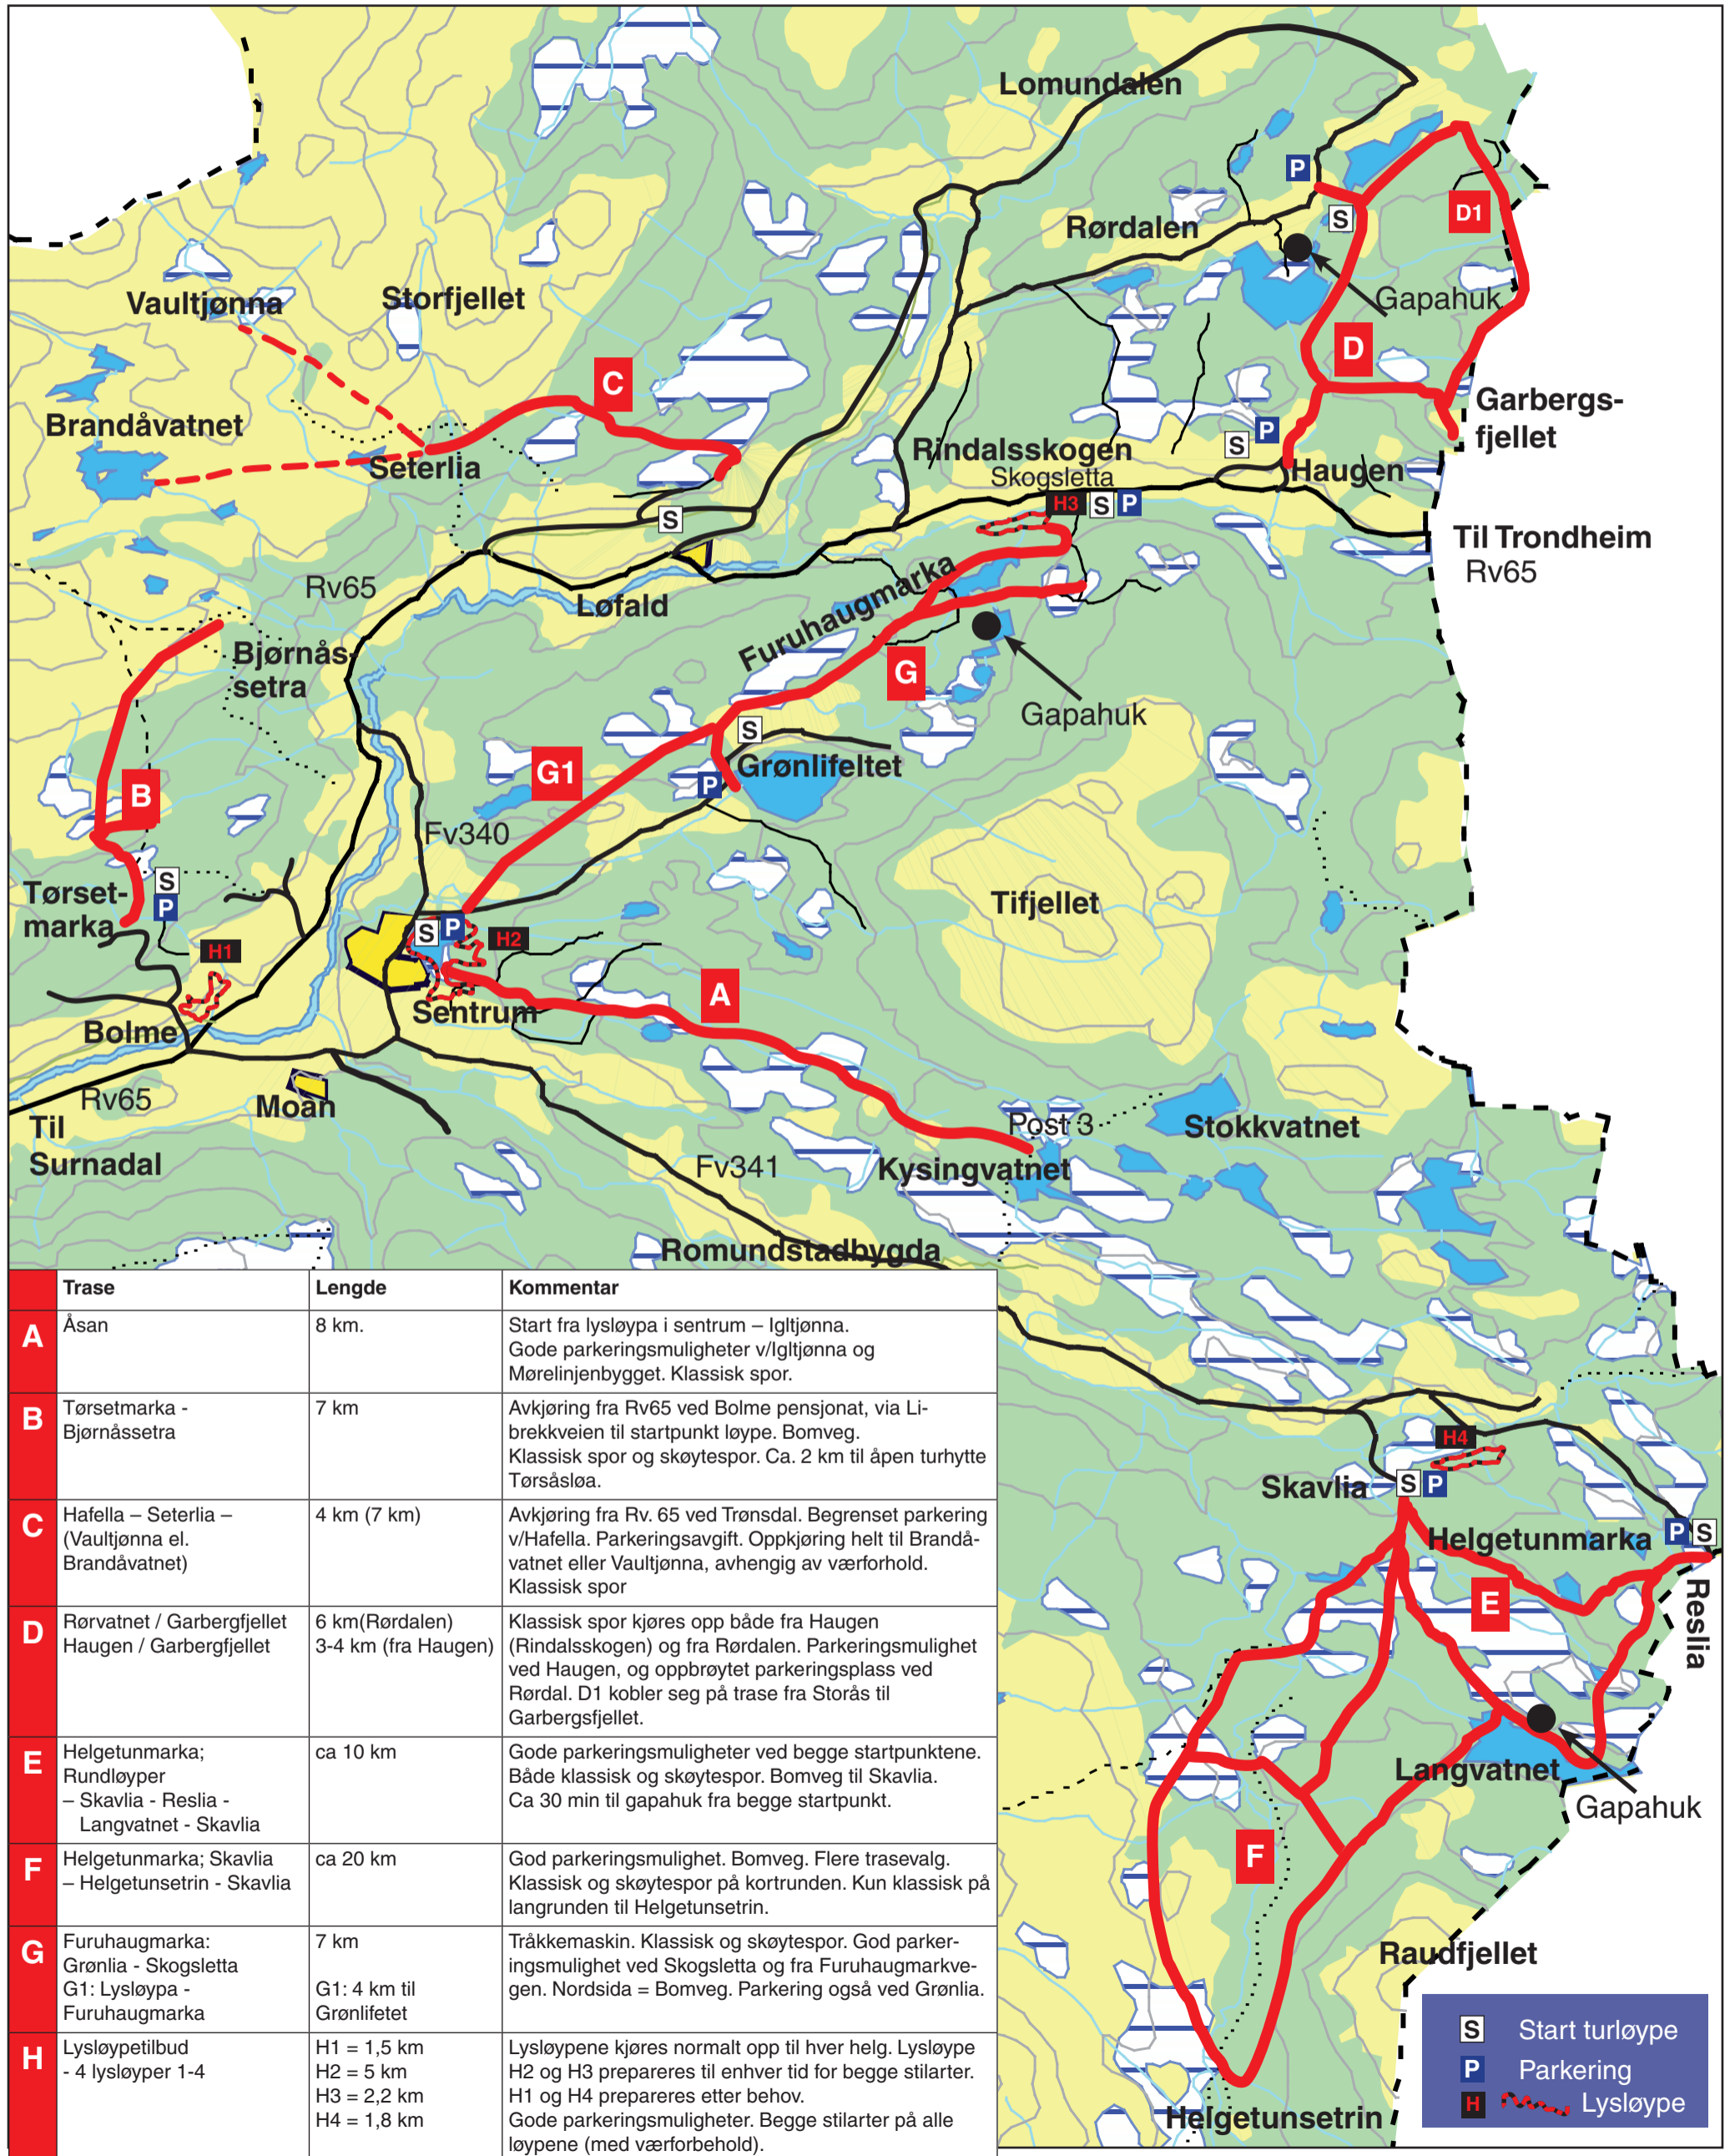 Lomundalen
P
Rørdalen
S
D1
Gapahuk
Vaultjønna
Storfjellet
D
C
Garbergs-
fjellet
Brandåvatnet
P
S
Rindalsskogen
Skogsletta
Haugen
Seterlia
H3 S P
S
Til Trondheim
Rv65
Rv65
Løfald
Furuhaugmarka
Bjørnås-
setra
G
Gapahuk
S
G1
Grønlifeltet
P
B
Fv340
Tørset-
marka
S
P
Tifjellet
H1
S P
H2
A
Sentrum
Bolme
Rv65
Moan
Til
Surnadal
Post 3
Stokkvatnet
Fv341
Kysingvatnet
Romundstadbygda
H4
Skavlia
S P
Helgetunmarka
P S
E
Reslia
Langvatnet
Gapahuk
F
Raudfjellet
Helgetunsetrin
S Start turløype
P Parkering
H Lysløype
Trase Lengde Kommentar
A Åsan 8 km. Start fra lysløypa i sentrum – Igltjønna.
Gode parkeringsmuligheter v/Igltjønna og
Mørelinjenbygget. Klassisk spor.
B Tørsetmarka - 7 km Avkjøring fra Rv65 ved Bolme pensjonat, via Li-
Bjørnåssetra brekkveien til startpunkt løype. Bomveg.
Klassisk spor og skøytespor. Ca. 2 km til åpen turhytte
Tørsåsløa.
C Hafella – Seterlia – 4 km (7 km) Avkjøring fra Rv. 65 ved Trønsdal. Begrenset parkering
(Vaultjønna el. v/Hafella. Parkeringsavgift. Oppkjøring helt til Brandå-
Brandåvatnet) vatnet eller Vaultjønna, avhengig av værforhold.
Klassisk spor
D Rørvatnet / Garbergfjellet 6 km(Rørdalen) Klassisk spor kjøres opp både fra Haugen
Haugen / Garbergfjellet 3-4 km (fra Haugen) (Rindalsskogen) og fra Rørdalen. Parkeringsmulighet
ved Haugen, og oppbrøytet parkeringsplass ved
Rørdal. D1 kobler seg på trase fra Storås til
Garbergsfjellet.
E Helgetunmarka; ca 10 km Gode parkeringsmuligheter ved begge startpunktene.
Rundløyper Både klassisk og skøytespor. Bomveg til Skavlia.
– Skavlia - Reslia - Ca 30 min til gapahuk fra begge startpunkt.
Langvatnet - Skavlia
F Helgetunmarka; Skavlia ca 20 km God parkeringsmulighet. Bomveg. Flere trasevalg.
– Helgetunsetrin - Skavlia Klassisk og skøytespor på kortrunden. Kun klassisk på
langrunden til Helgetunsetrin.
G Furuhaugmarka: 7 km Tråkkemaskin. Klassisk og skøytespor. God parker-
Grønlia - Skogsletta ingsmulighet ved Skogsletta og fra Furuhaugmarkve-
G1: Lysløypa - G1: 4 km til gen. Nordsida = Bomveg. Parkering også ved Grønlia.
Furuhaugmarka Grønlifetet
H Lysløypetilbud H1 = 1,5 km Lysløypene kjøres normalt opp til hver helg. Lysløype
- 4 lysløyper 1-4 H2 = 5 km H2 og H3 prepareres til enhver tid for begge stilarter.
H3 = 2,2 km H1 og H4 prepareres etter behov.
H4 = 1,8 km Gode parkeringsmuligheter. Begge stilarter på alle
løypene (med værforbehold).